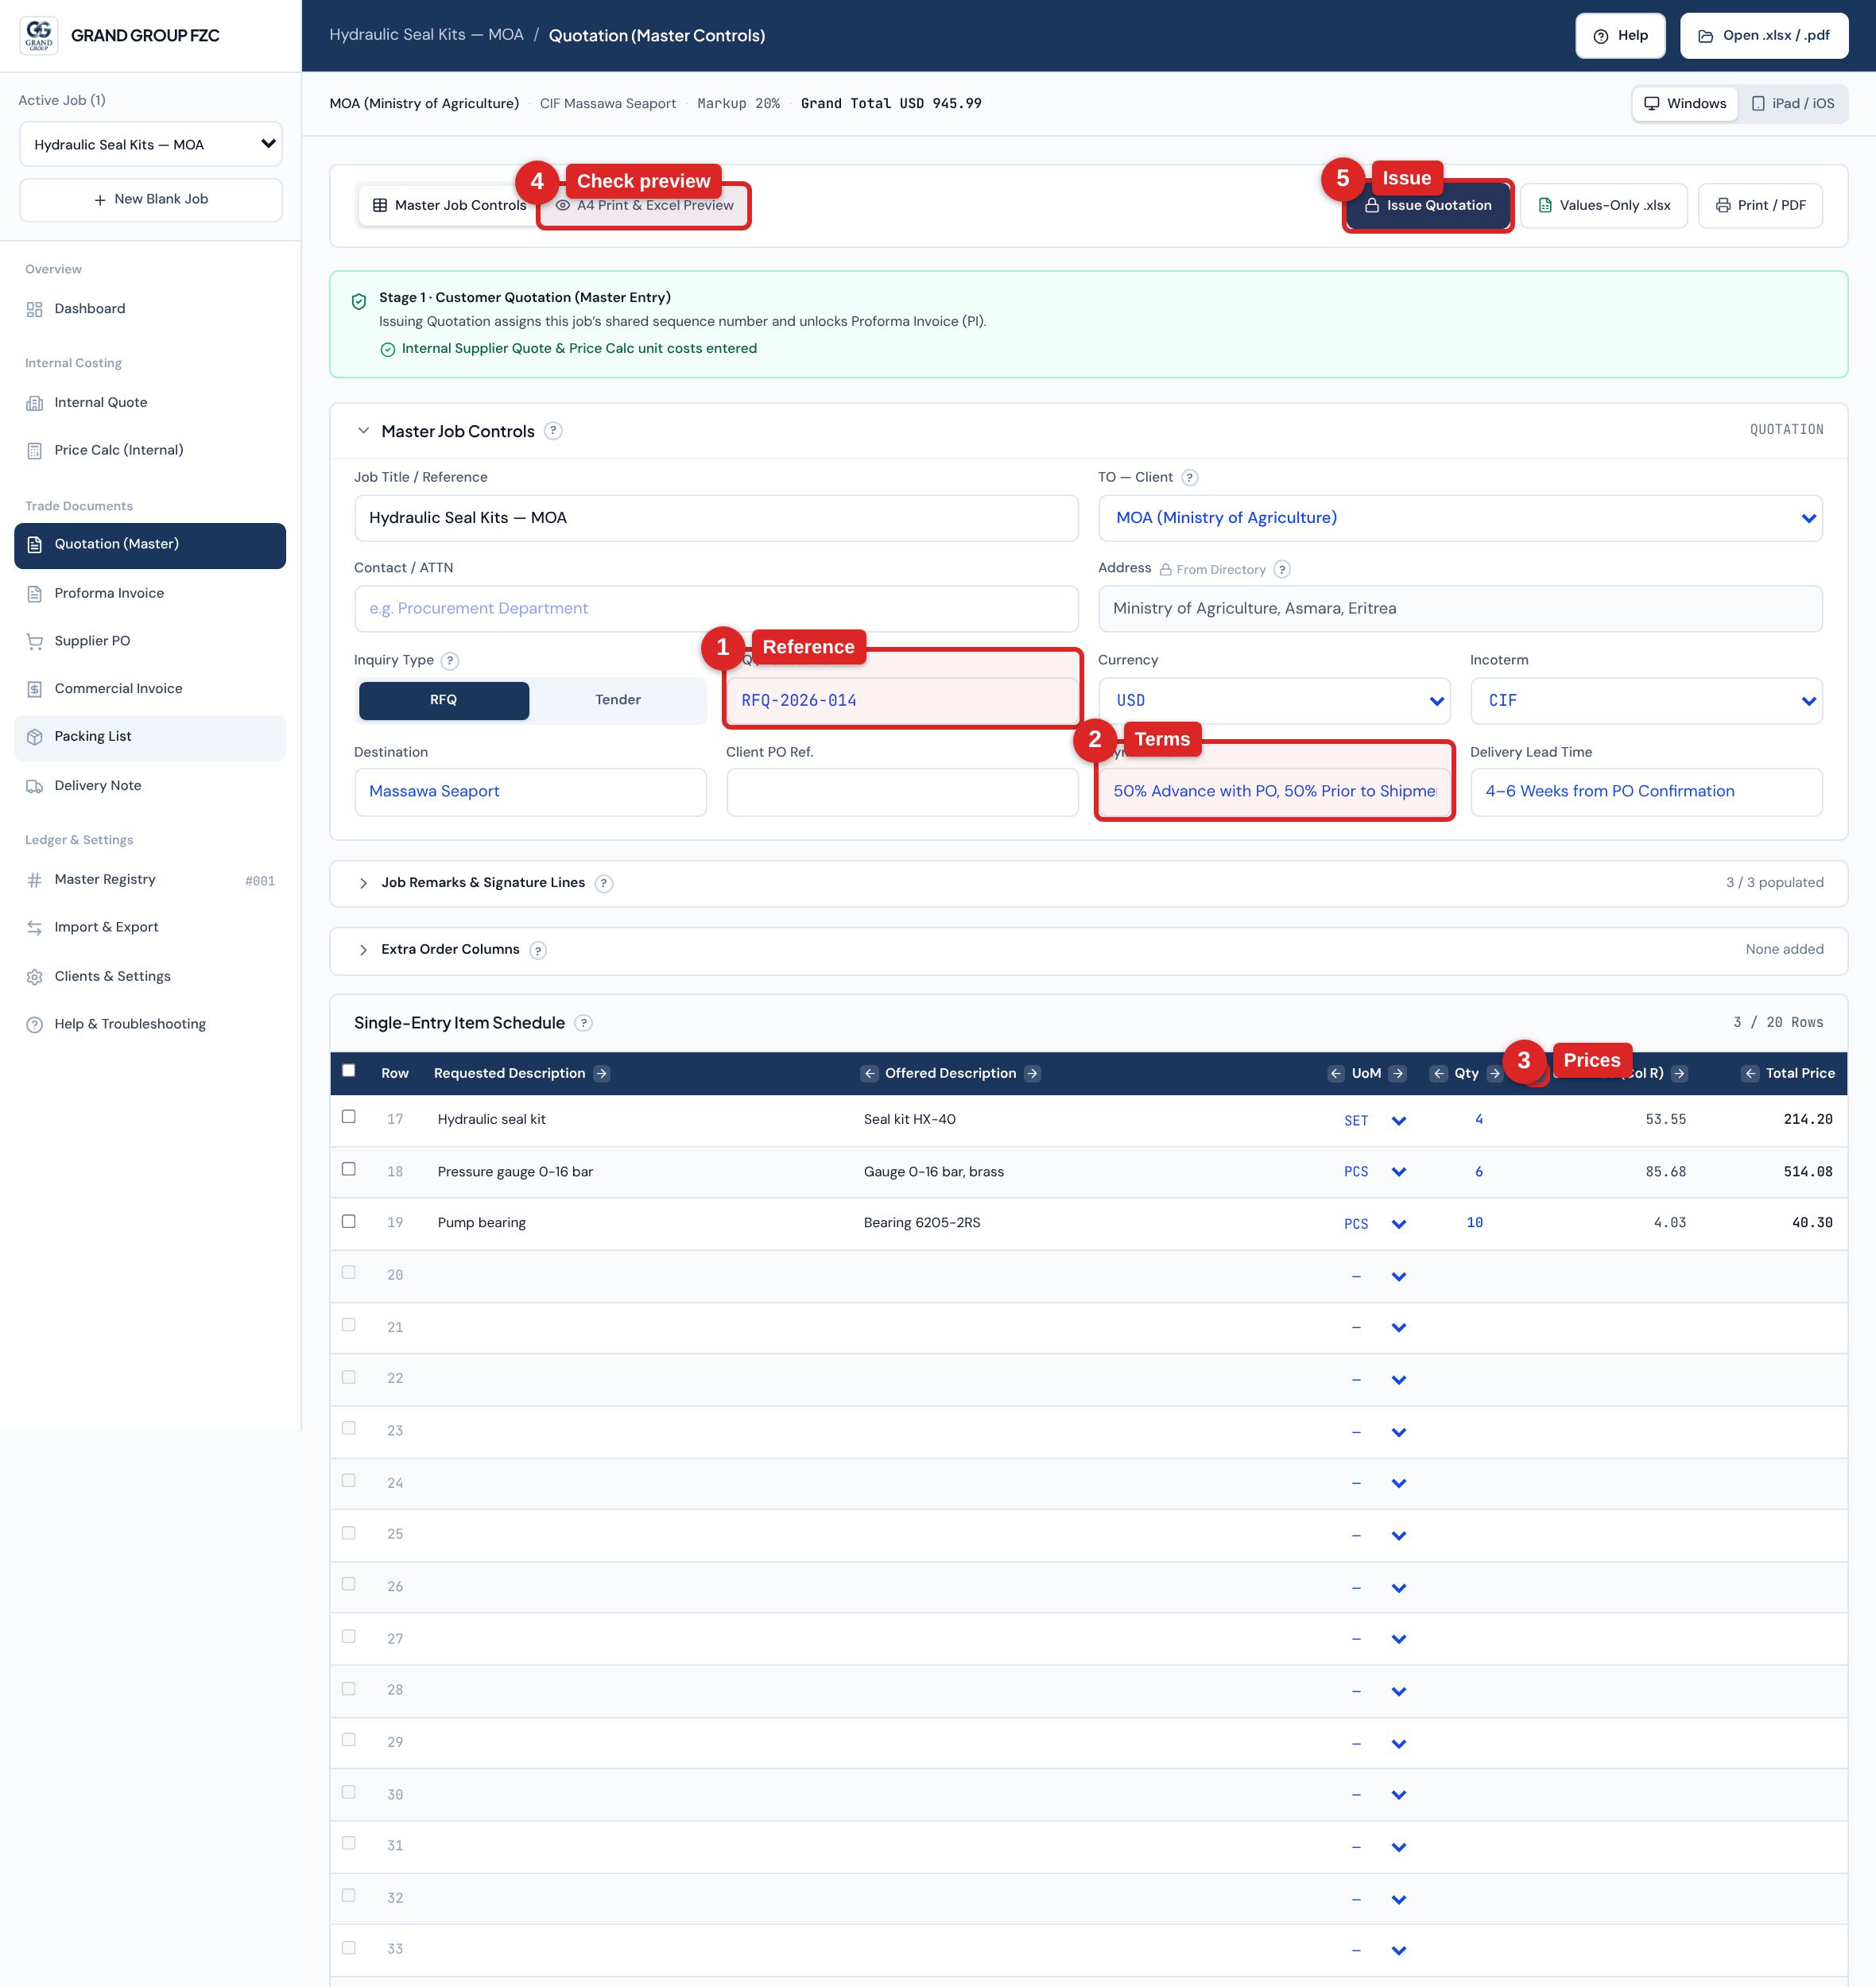 GRAND GROUP FZC
GG
GRAND
GROUP
Hydraulic Seal Kits — MOA / Quotation (Master Controls)
Help
Open .xlsx / .pdf
Active Job (1)
Hydraulic Seal Kits — MOA
+ New Blank Job
MOA (Ministry of Agriculture) · CIF Massawa Seaport · Markup 20% · Grand Total USD 945.99
Windows
iPad / iOS
Overview
Dashboard
Internal Costing
Internal Quote
Price Calc (Internal)
Trade Documents
Quotation (Master)
Proforma Invoice
Supplier PO
Commercial Invoice
Packing List
Delivery Note
Ledger & Settings
Master Registry #001
Import & Export
Clients & Settings
Help & Troubleshooting
4 Check preview
5 Issue
Master Job Controls
A4 Print & Excel Preview
Issue Quotation
Values-Only .xlsx
Print / PDF
Stage 1 · Customer Quotation (Master Entry)
Issuing Quotation assigns this job’s shared sequence number and unlocks Proforma Invoice (PI).
Internal Supplier Quote & Price Calc unit costs entered
Master Job Controls ?
QUOTATION
Job Title / Reference
Hydraulic Seal Kits — MOA
TO — Client ?
MOA (Ministry of Agriculture)
Contact / ATTN
e.g. Procurement Department
Address From Directory ?
Ministry of Agriculture, Asmara, Eritrea
Inquiry Type ?
RFQ
Tender
1 Reference
RFQ-2026-014
Currency
USD
Incoterm
CIF
Destination
Massawa Seaport
Client PO Ref.
2 Terms
50% Advance with PO, 50% Prior to Shipme
Delivery Lead Time
4–6 Weeks from PO Confirmation
Job Remarks & Signature Lines ?
3 / 3 populated
Extra Order Columns ?
None added
Single-Entry Item Schedule ?
3 / 20 Rows
3 Prices
Row Requested Description → ← Offered Description → ← UoM → ← Qty → Col R) → ← Total Price
17 Hydraulic seal kit Seal kit HX-40 SET 4 53.55 214.20
18 Pressure gauge 0-16 bar Gauge 0-16 bar, brass PCS 6 85.68 514.08
19 Pump bearing Bearing 6205-2RS PCS 10 4.03 40.30
20 —
21 —
22 —
23 —
24 —
25 —
26 —
27 —
28 —
29 —
30 —
31 —
32 —
33 —